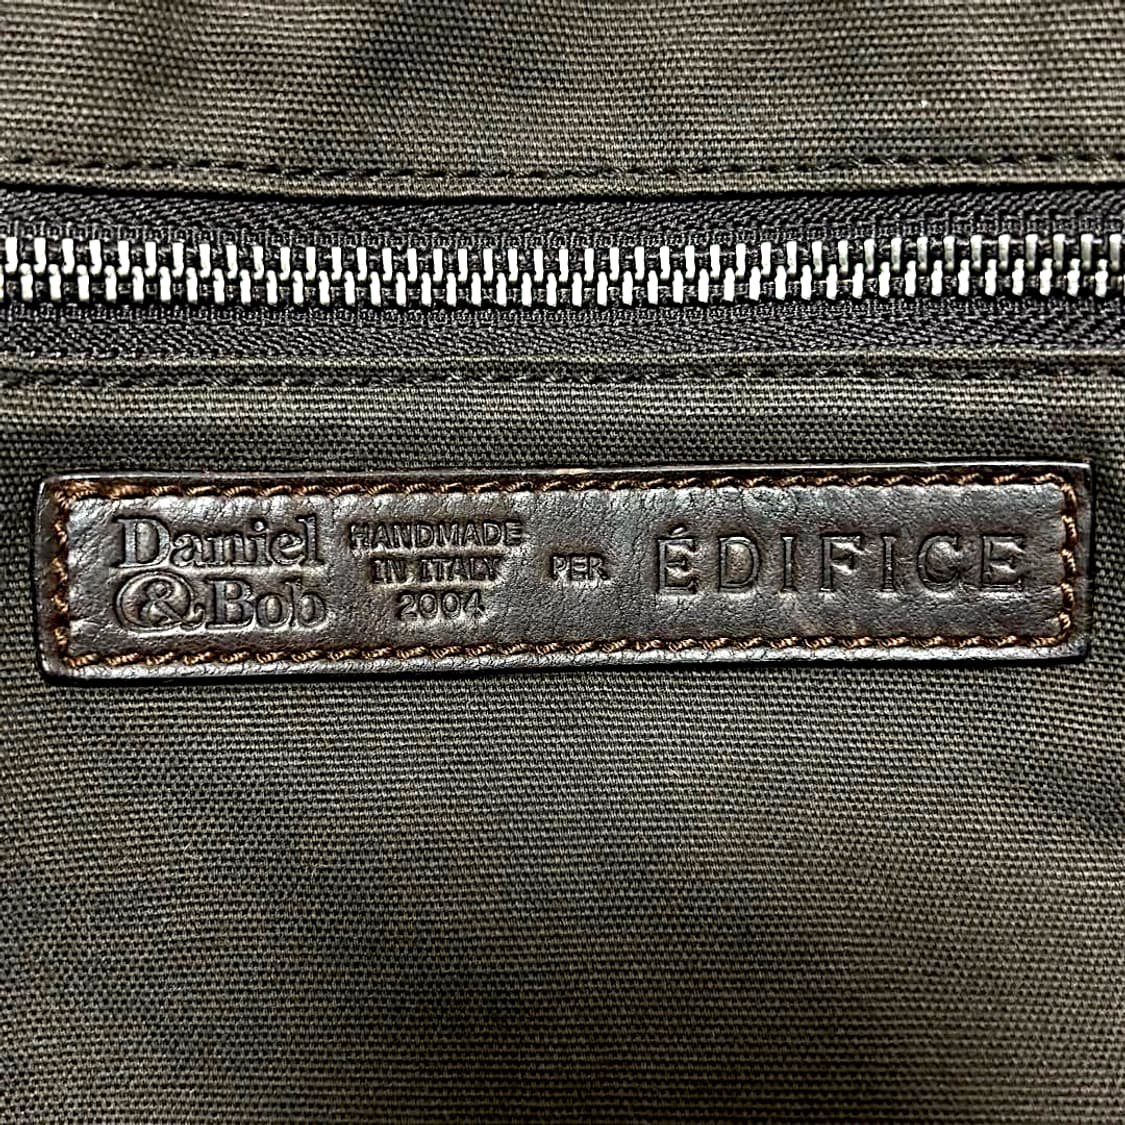 Daniel
& Bob
HANDMADE
IN ITALY
2004
PER
ÉDIFICE